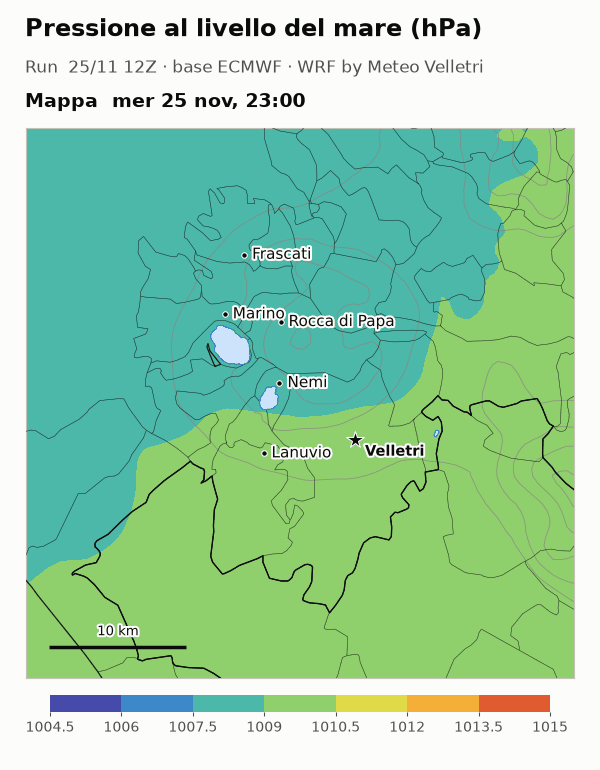 Pressione al livello del mare (hPa)
Run  25/11 12Z · base ECMWF · WRF by Meteo Velletri
Mappa  mer 25 nov, 23:00
Frascati
Marino
Rocca di Papa
Nemi
Velletri
Lanuvio
10 km
1004.5 1006 1007.5 1009 1010.5 1012 1013.5 1015